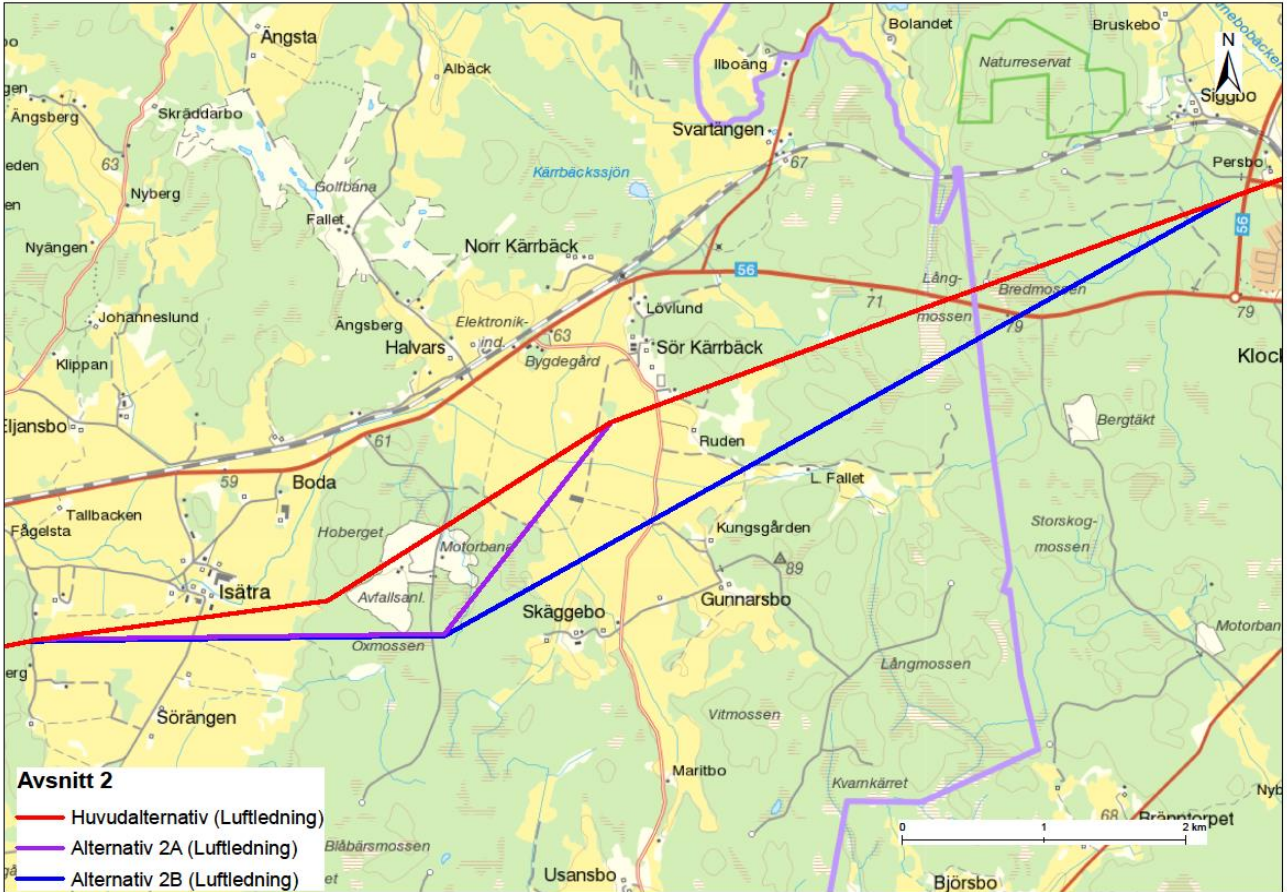 Ängsta
Bolandet
Bruskebo
N
Ilboäng
Naturreservat
Albäck
Siggbo
Ängsberg
Skräddarbo
Svartängen
63
67
Persbo
Kärrbäckssjön
Golfbana
Nyberg
Fallet
56
Nyängen
Norr Kärrbäck
56
Lång-
mossen
71
Bredmossen
79
79
Lövlund
Johanneslund
Ängsberg
Elektronik-
ind.
63
Halvars
Bygdegård
Sör Kärrbäck
Klippan
Klock
Bergtäkt
Eljansbo
61
Ruden
59
Boda
L. Fallet
Tallbacken
Fågelsta
Hoberget
Motorbana
Kungsgården
Storskog-
mossen
89
Isätra
Avfallsanl.
Gunnarsbo
Skäggebo
Oxmossen
Motorban
Långmossen
Sörängen
Vitmossen
Maritbo
Kvarnkärret
Nyb
68
Bränntorpet
Blåbärsmossen
Usansbo
Björsbo
Avsnitt 2
Huvudalternativ (Luftledning)
Alternativ 2A (Luftledning)
Alternativ 2B (Luftledning)
0 1 2 km